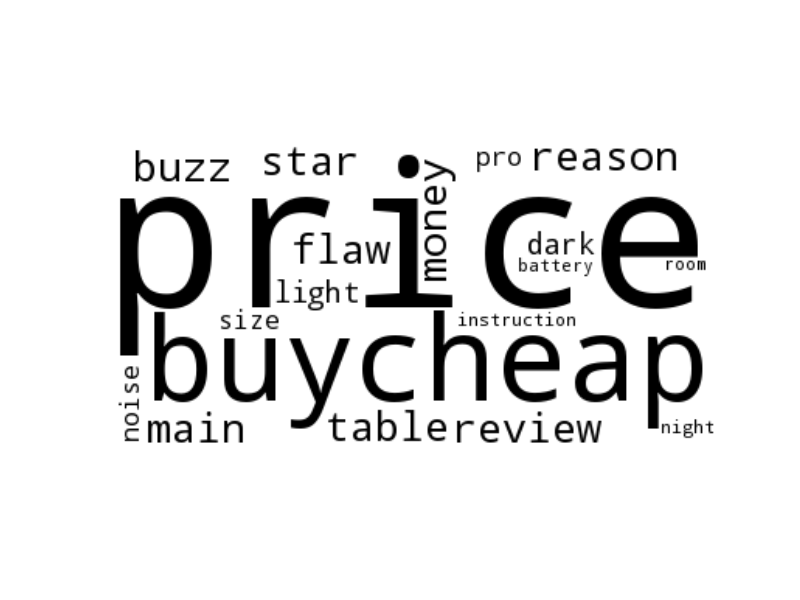 buzz star pro reason
price
money
flaw dark
battery room
light
size instruction
buy cheap
noise
main table review night